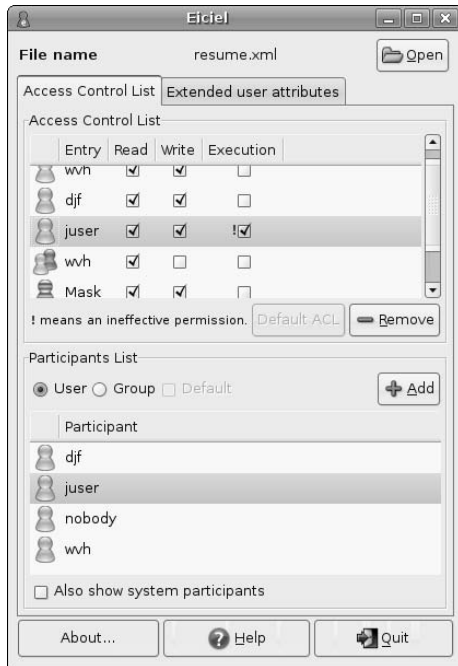 Eiciel
File name resume.xml Open
Access Control List Extended user attributes
Access Control List
Entry Read Write Execution
wvh
djf
juser !
wvh
Mask
! means an ineffective permission. Default ACL Remove
Participants List
User Group Default Add
Participant
djf
juser
nobody
wvh
Also show system participants
About... Help Quit